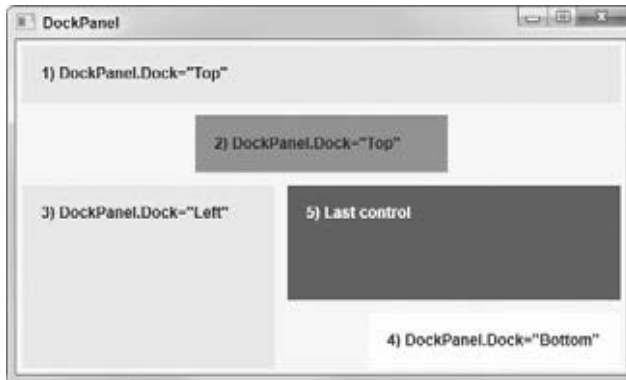 DockPanel
1) DockPanel.Dock="Top"
2) DockPanel.Dock="Top"
3) DockPanel.Dock="Left"
5) Last control
4) DockPanel.Dock="Bottom"